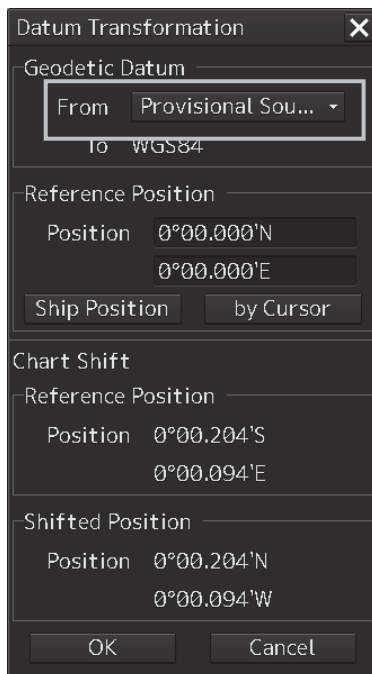 Datum Transformation
Geodetic Datum
From Provisional Sou...
To WGS84
Reference Position
Position 0°00.000'N
0°00.000'E
Ship Position by Cursor
Chart Shift
Reference Position
Position 0°00.204'S
0°00.094'E
Shifted Position
Position 0°00.204'N
0°00.094'W
OK Cancel